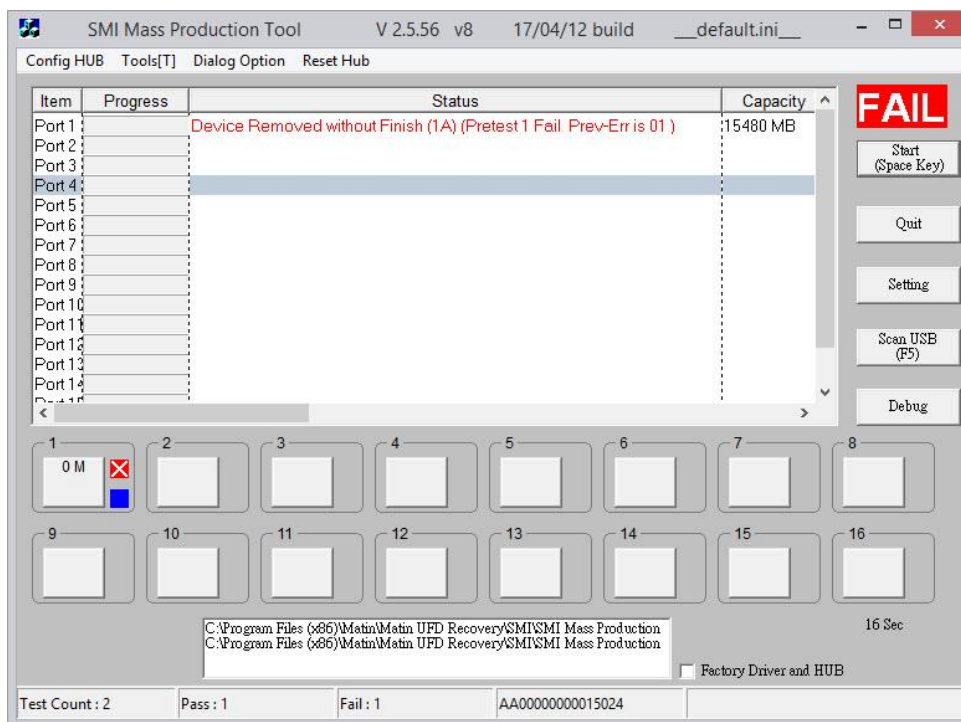 SMI Mass Production Tool V 2.5.56 v8 17/04/12 build __default.ini__
Config HUB Tools[T] Dialog Option Reset Hub
Item Progress Status Capacity
Port 1 Device Removed without Finish (1A) (Pretest 1 Fail Prev-Err is 01 ) 15480 MB
Port 2
Port 3
Port 4
Port 5
Port 6
Port 7
Port 8
Port 9
Port 10
Port 11
Port 12
Port 13
Port 14
FAIL
Start
(Space Key)
Quit
Setting
Scan USB
(F5)
Debug
1 2 3 4 5 6 7 8
0 M
9 10 11 12 13 14 15 16
C:\Program Files (x86)\Matin\Matin UFD Recovery\SMI\SMI Mass Production
C:\Program Files (x86)\Matin\Matin UFD Recovery\SMI\SMI Mass Production
16 Sec
Factory Driver and HUB
Test Count : 2 Pass : 1 Fail : 1 AA00000000015024